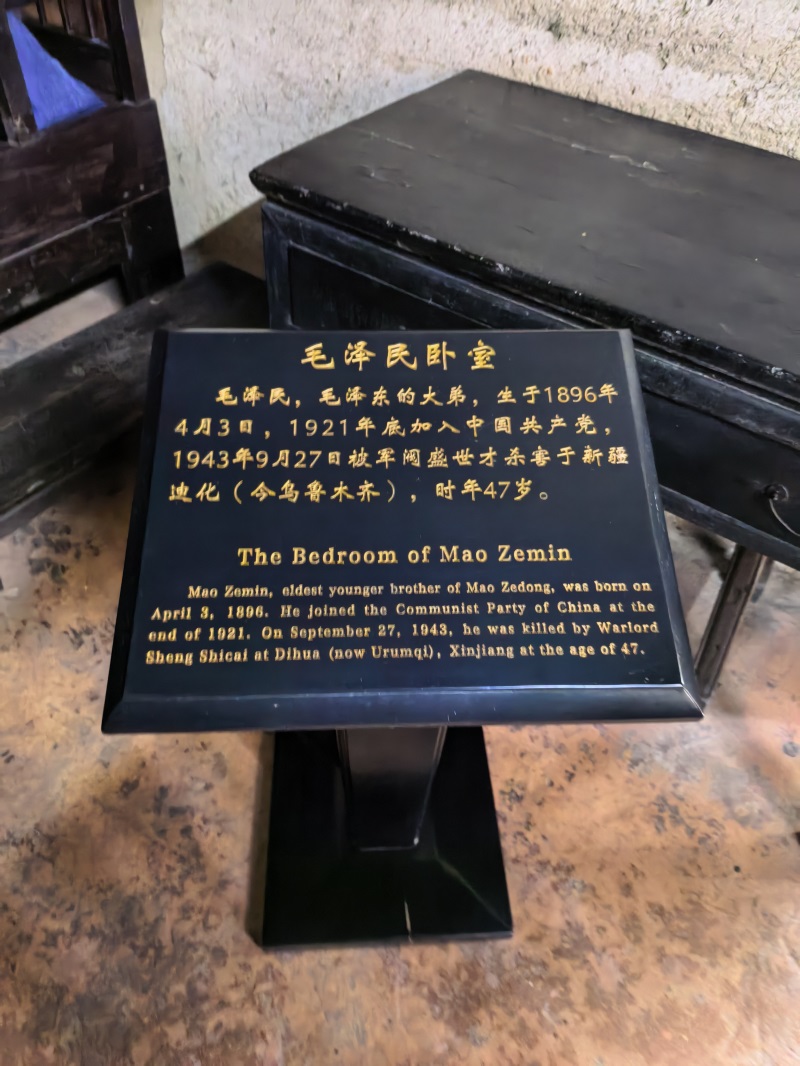 毛泽民卧室
毛泽民，毛泽东的大弟，生于1896年
4月3日，1921年底加入中国共产党，
1943年9月27日被军阀盛世才杀害于新疆
迪化（今乌鲁木齐），时年47岁。
The Bedroom of Mao Zemin
Mao Zemin, eldest younger brother of Mao Zedong, was born on
April 3, 1896. He joined the Communist Party of China at the
end of 1921. On September 27, 1943, he was killed by Warlord
Sheng Shicai at Dihua (now Urumqi), Xinjiang at the age of 47.